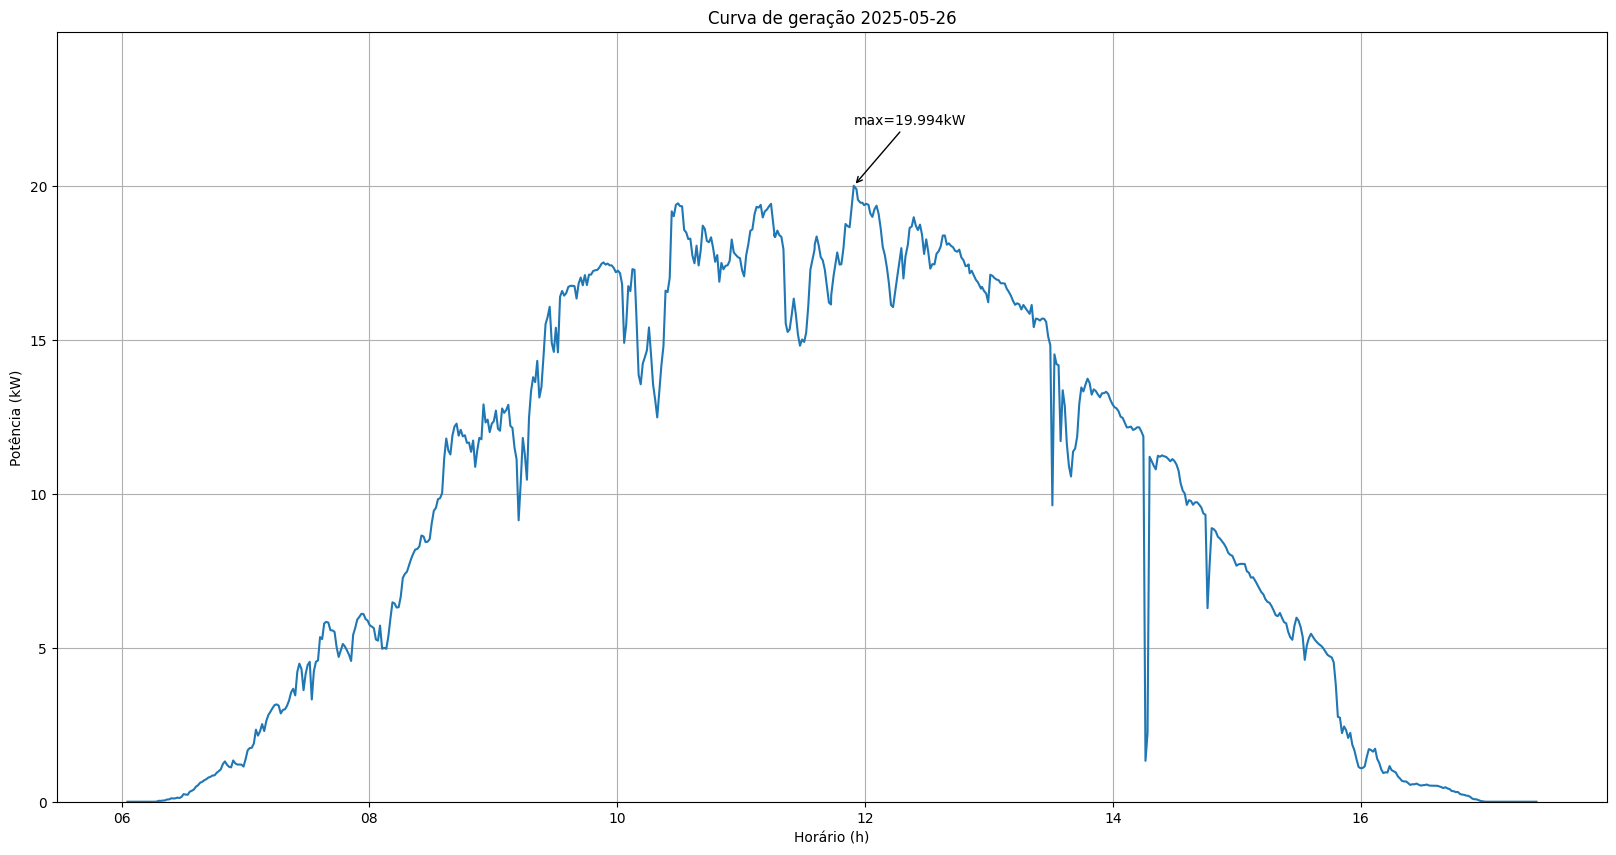 Curva de geração 2025-05-26
max=19.994kW
20
15
10
5
0
Potência (kW)
06 08 10 12 14 16
Horário (h)